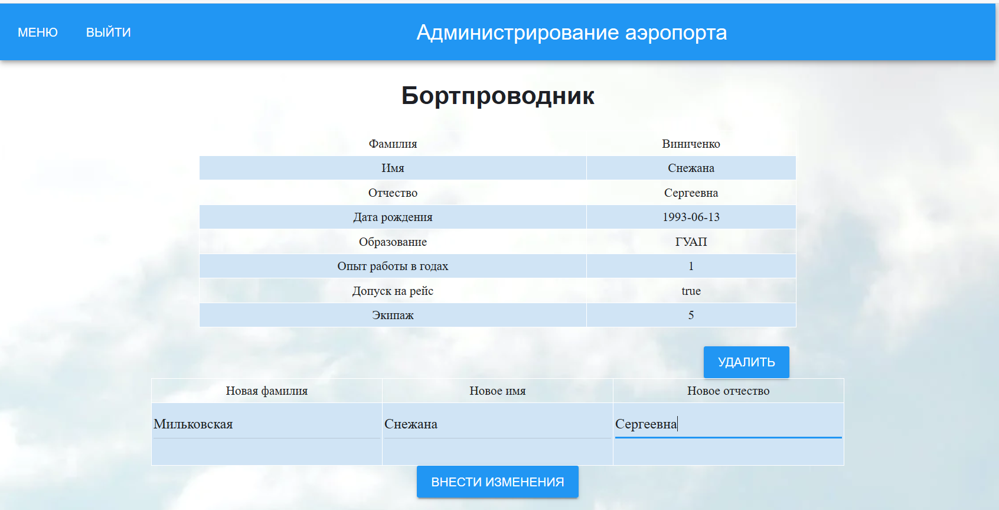 МЕНЮ ВЫЙТИ Администрирование аэропорта
Бортпроводник
Фамилия Виниченко
Имя Снежана
Отчество Сергеевна
Дата рождения 1993-06-13
Образование ГУАП
Опыт работы в годах 1
Допуск на рейс true
Экипаж 5
УДАЛИТЬ
Новая фамилия Новое имя Новое отчество
Мильковская Снежана Сергеевна
ВНЕСТИ ИЗМЕНЕНИЯ